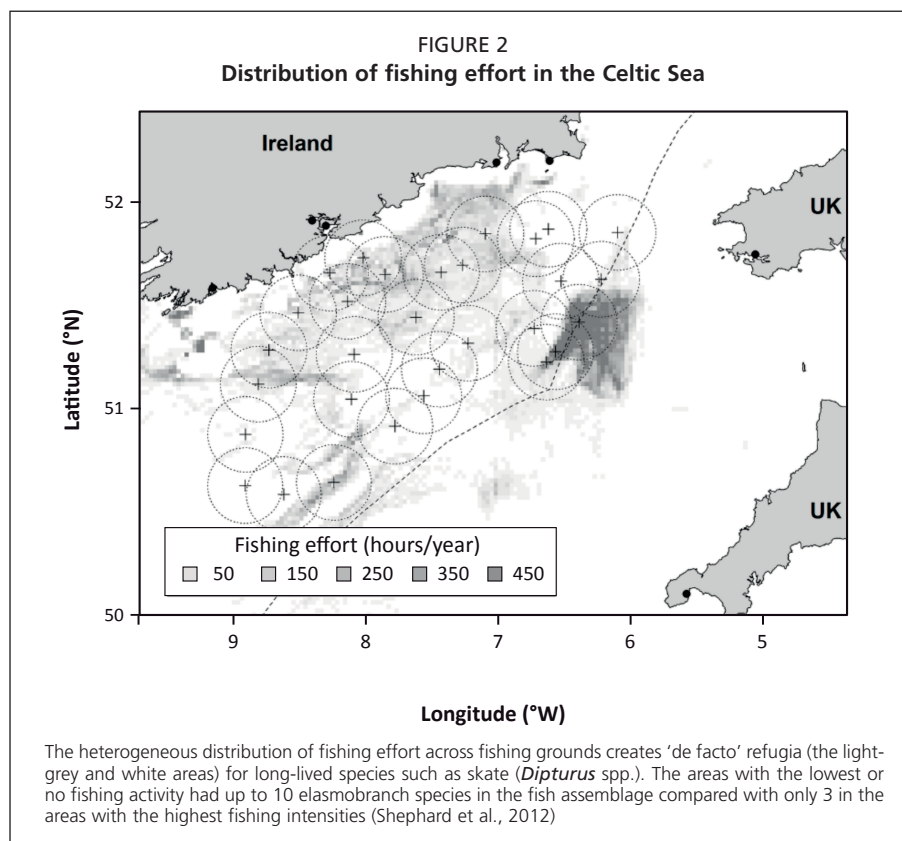 FIGURE 2
Distribution of fishing effort in the Celtic Sea
Ireland
52
UK
Latitude (°N)
51
UK
Fishing effort (hours/year)
50 150 250 350 450
50
9 8 7 6 5
Longitude (°W)
The heterogeneous distribution of fishing effort across fishing grounds creates ‘de facto’ refugia (the light-
grey and white areas) for long-lived species such as skate (Dipturus spp.). The areas with the lowest or
no fishing activity had up to 10 elasmobranch species in the fish assemblage compared with only 3 in the
areas with the highest fishing intensities (Shephard et al., 2012)